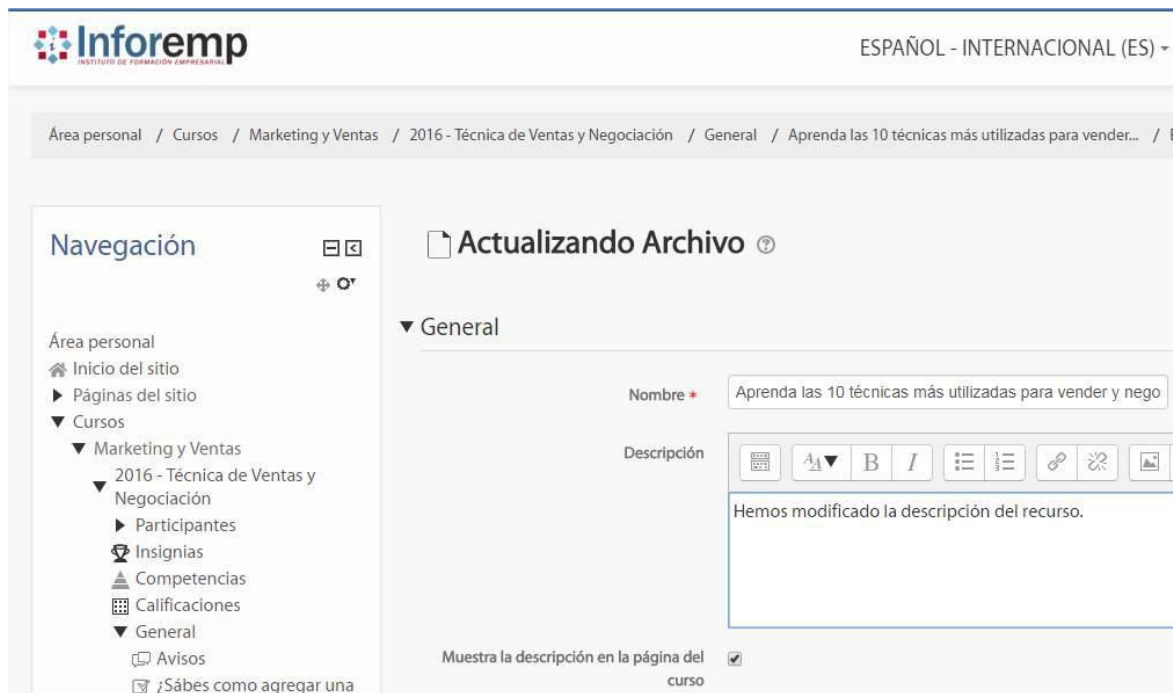 Inforemp
INSTITUTO DE FORMACIÓN EMPRESARIAL
ESPAÑOL - INTERNACIONAL (ES)
Área personal / Cursos / Marketing y Ventas / 2016 - Técnica de Ventas y Negociación / General / Aprenda las 10 técnicas más utilizadas para vender... /
Navegación
Área personal
Inicio del sitio
Páginas del sitio
Cursos
Marketing y Ventas
2016 - Técnica de Ventas y
Negociación
Participantes
Insignias
Competencias
Calificaciones
General
Avisos
¿Sábes como agregar una
Actualizando Archivo
General
Nombre *
Aprenda las 10 técnicas más utilizadas para vender y nego
Descripción
B I
Hemos modificado la descripción del recurso.
Muestra la descripción en la página del
curso